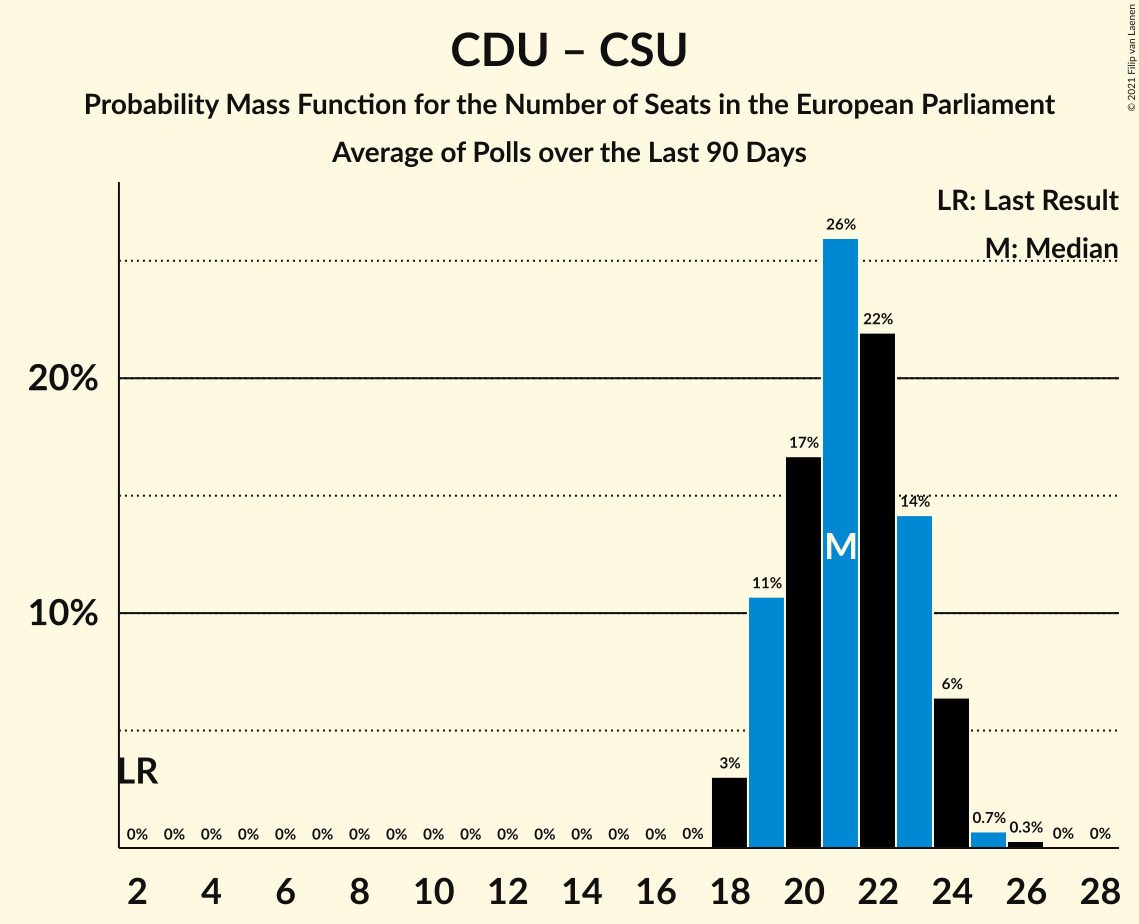 CDU – CSU
Probability Mass Function for the Number of Seats in the European Parliament
Average of Polls over the Last 90 Days
© 2021 Filip van Laenen
LR: Last Result
M: Median
20%
10%
26%
22%
17%
14%
11%
6%
3%
0.7%
0.3%
M
LR
0% 0% 0% 0% 0% 0% 0% 0% 0% 0% 0% 0% 0% 0% 0% 0% 0% 0%
2 4 6 8 10 12 14 16 18 20 22 24 26 28